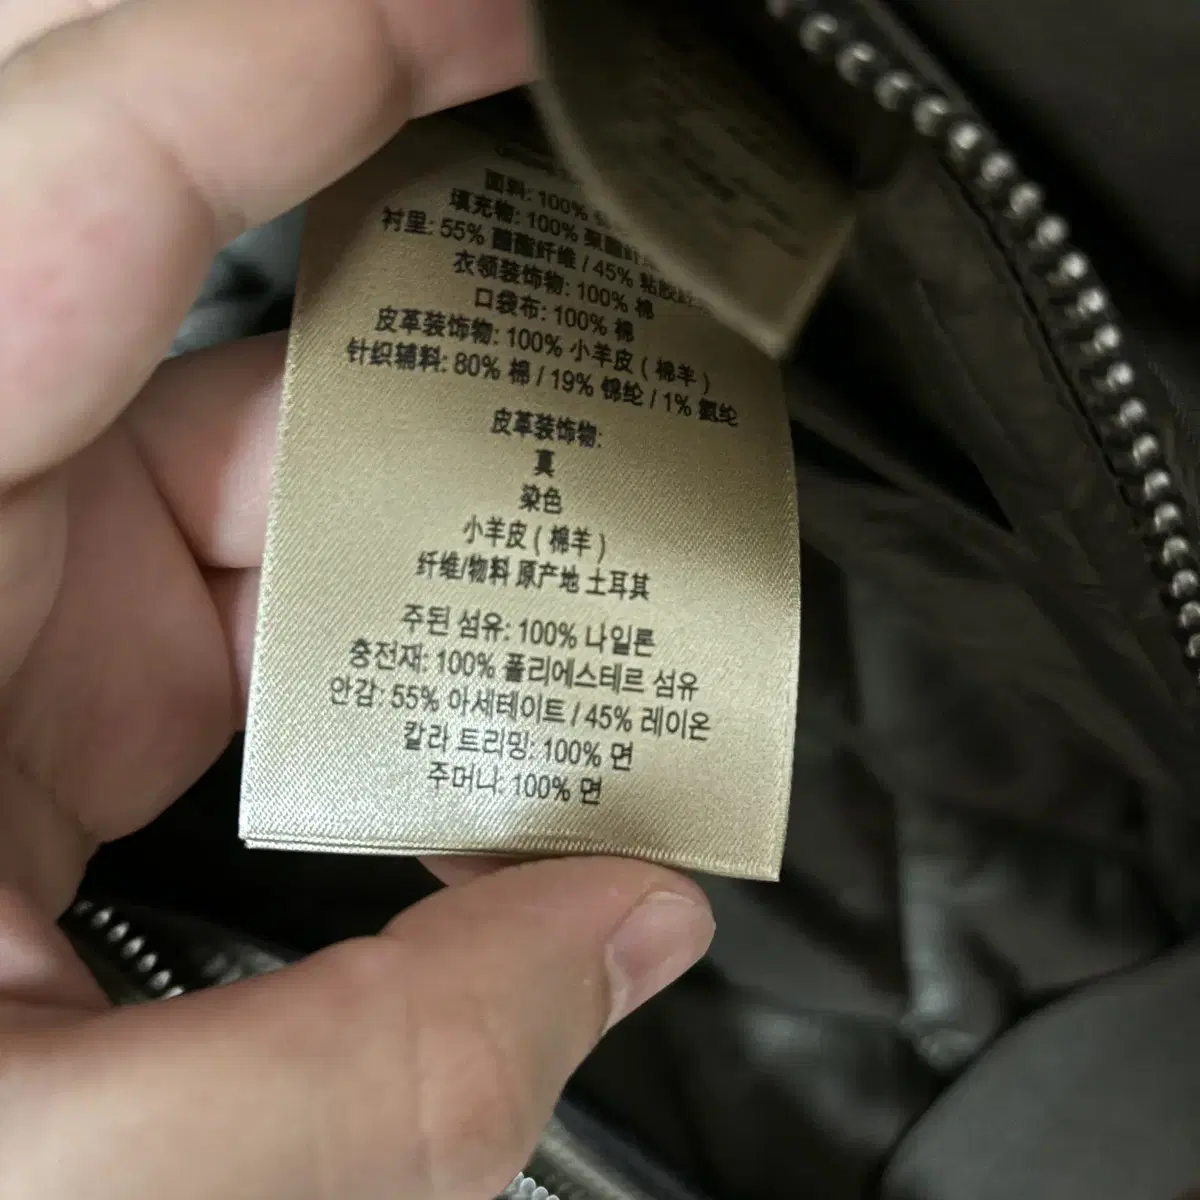 面料: 100%
填充物: 100% 聚酯纤
衬里: 55% 醋酯纤维 / 45% 粘胶
衣领装饰物: 100% 棉
口袋布: 100% 棉
皮革装饰物: 100% 小羊皮 ( 棉羊 )
针织辅料: 80% 棉 / 19% 锦纶 / 1% 氨纶
皮革装饰物:
真
染色
小羊皮 ( 棉羊 )
纤维/物料 原产地 土耳其
주된 섬유: 100% 나일론
충전재: 100% 폴리에스테르 섬유
안감: 55% 아세테이트 / 45% 레이온
칼라 트리밍: 100% 면
주머니: 100% 면